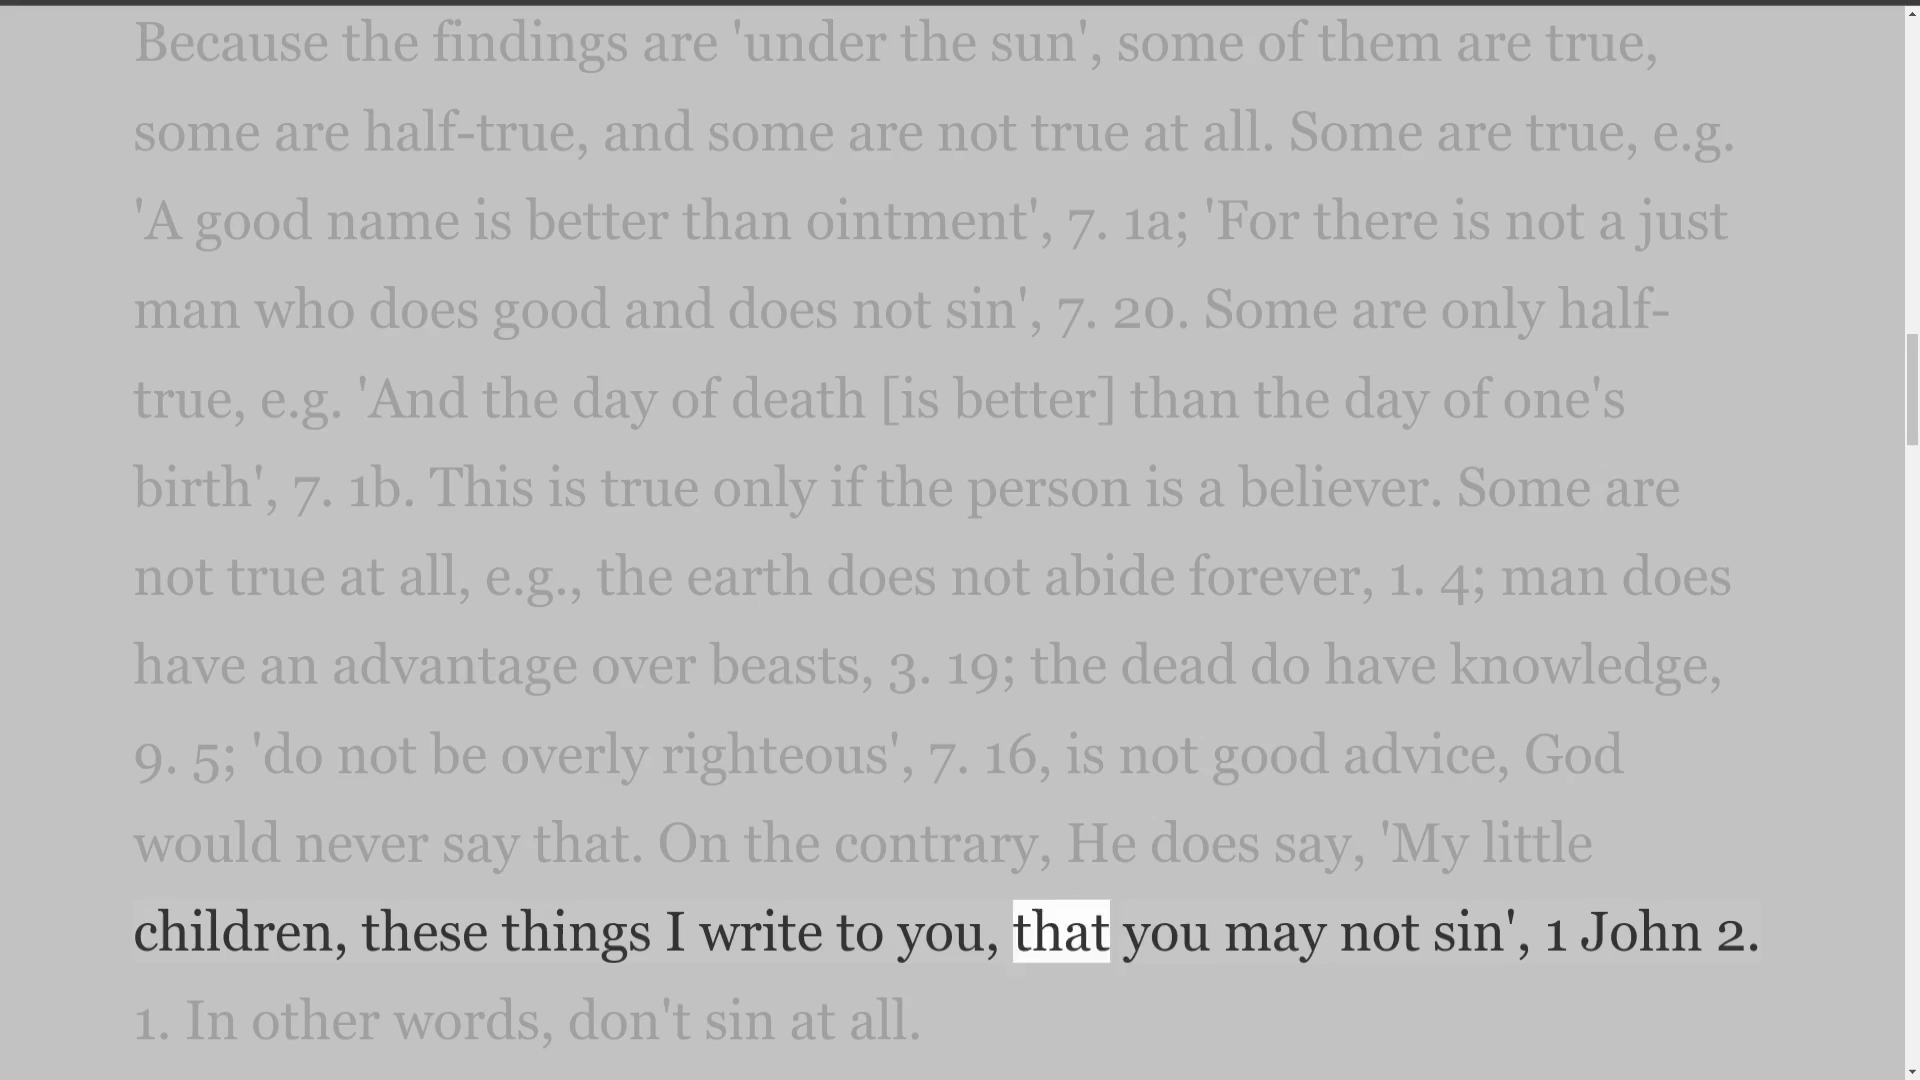 Because the findings are 'under the sun', some of them are true,
some are half-true, and some are not true at all. Some are true, e.g.
'A good name is better than ointment', 7. 1a; 'For there is not a just
man who does good and does not sin', 7. 20. Some are only half-
true, e.g. 'And the day of death [is better] than the day of one's
birth', 7. 1b. This is true only if the person is a believer. Some are
not true at all, e.g., the earth does not abide forever, 1. 4; man does
have an advantage over beasts, 3. 19; the dead do have knowledge,
9. 5; 'do not be overly righteous', 7. 16, is not good advice, God
would never say that. On the contrary, He does say, 'My little
children, these things I write to you, that you may not sin', 1 John 2.
1. In other words, don't sin at all.